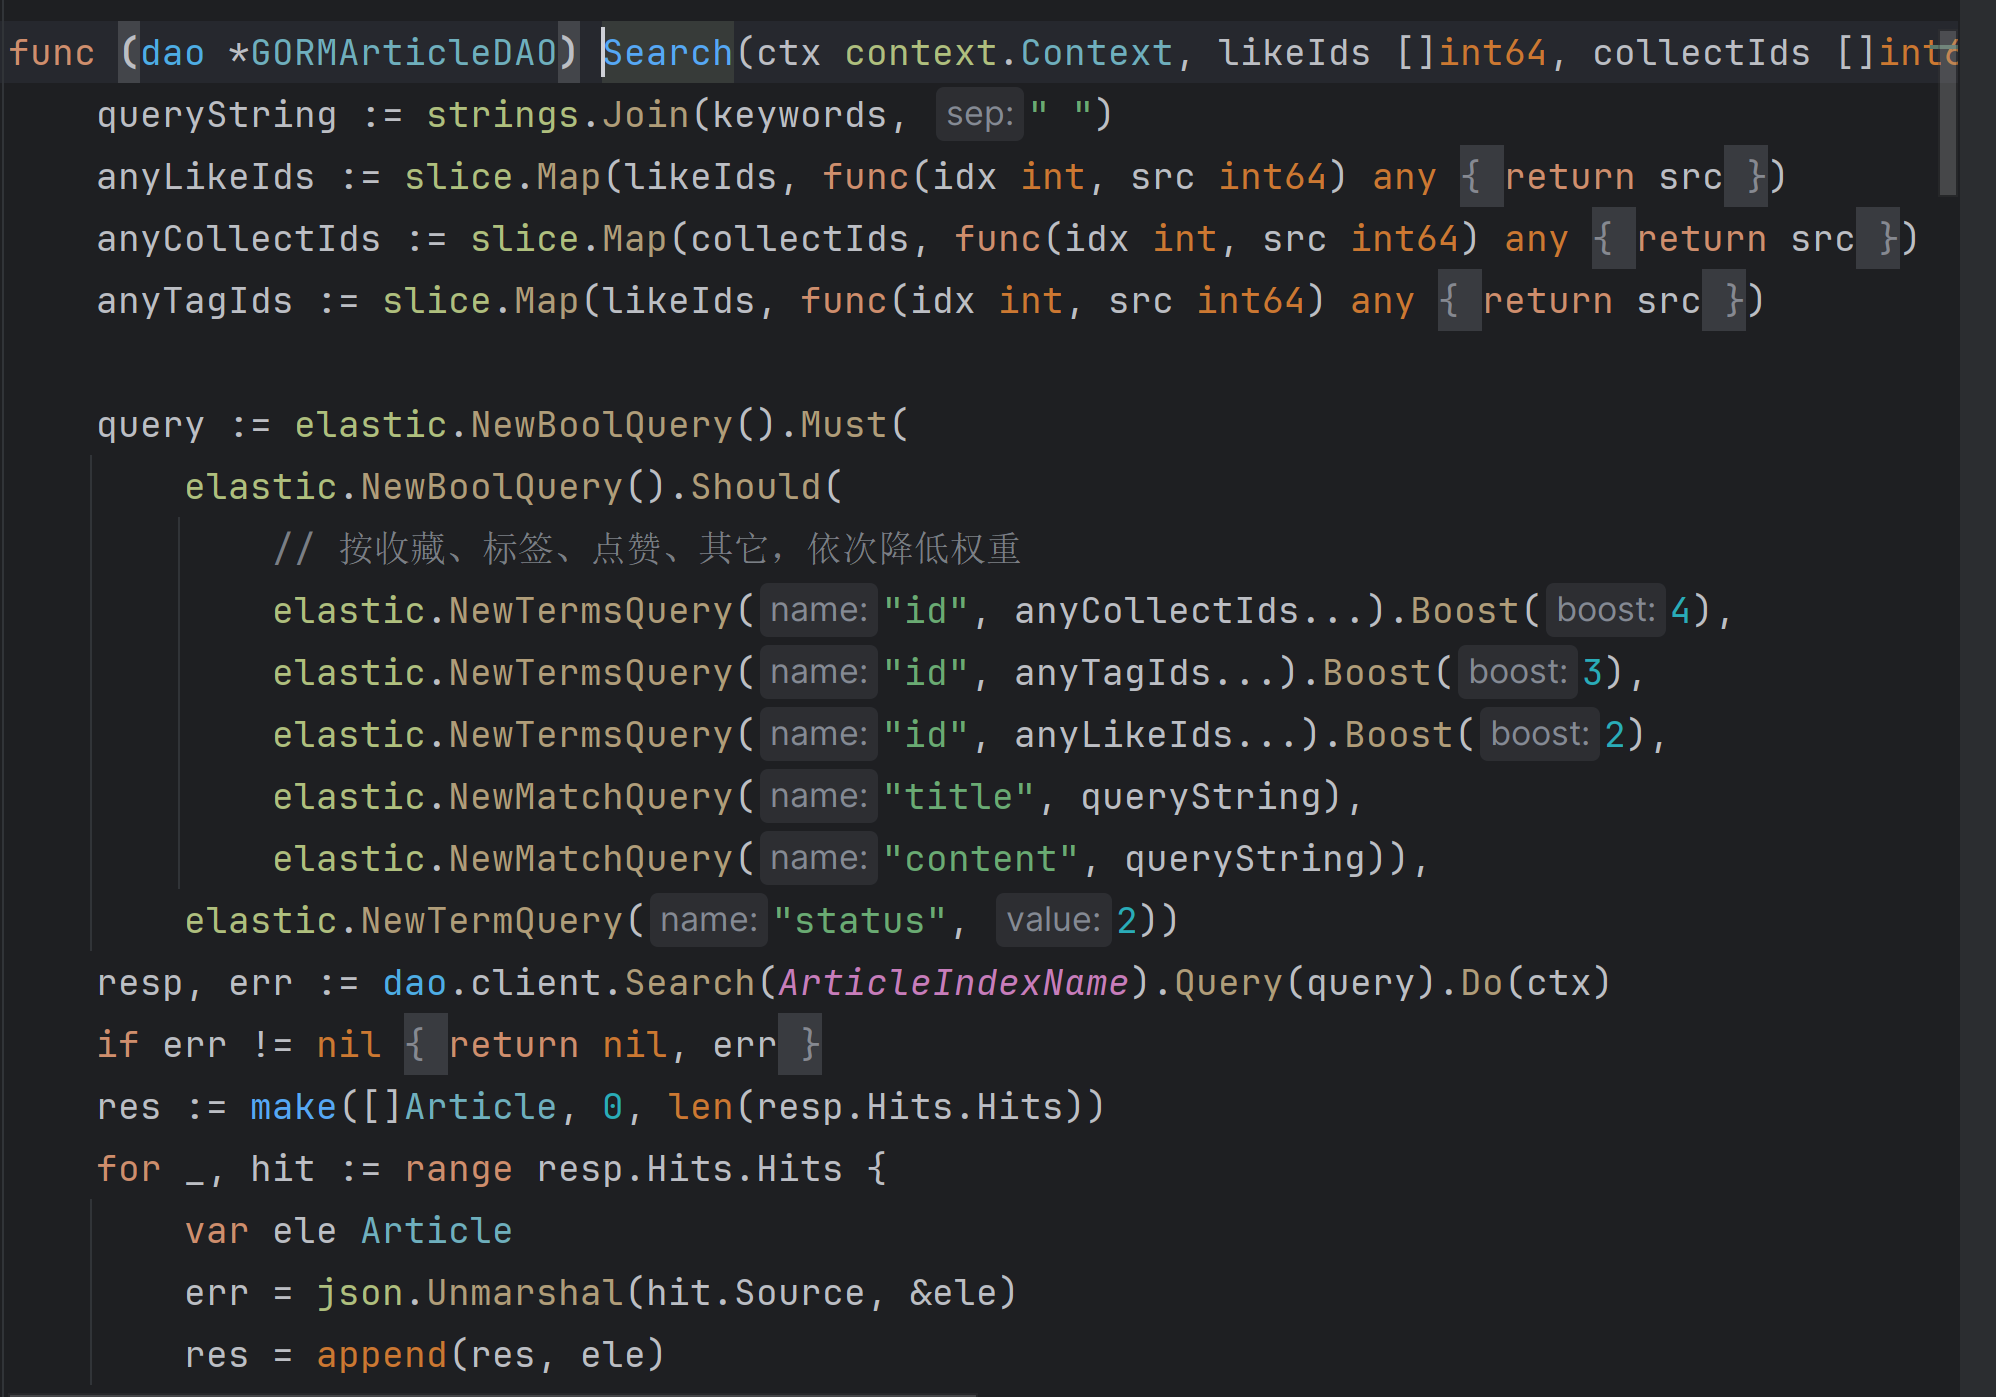 func (dao *GORMArticleDAO) Search(ctx context.Context, likeIds []int64, collectIds []int6
queryString := strings.Join(keywords, sep: " ")
anyLikeIds := slice.Map(likeIds, func(idx int, src int64) any { return src })
anyCollectIds := slice.Map(collectIds, func(idx int, src int64) any { return src })
anyTagIds := slice.Map(likeIds, func(idx int, src int64) any { return src })
query := elastic.NewBoolQuery().Must(
elastic.NewBoolQuery().Should(
// 按收藏、标签、点赞、其它，依次降低权重
elastic.NewTermsQuery( name: "id", anyCollectIds...).Boost( boost: 4),
elastic.NewTermsQuery( name: "id", anyTagIds...).Boost( boost: 3),
elastic.NewTermsQuery( name: "id", anyLikeIds...).Boost( boost: 2),
elastic.NewMatchQuery( name: "title", queryString),
elastic.NewMatchQuery( name: "content", queryString)),
elastic.NewTermQuery( name: "status", value: 2))
resp, err := dao.client.Search(ArticleIndexName).Query(query).Do(ctx)
if err != nil { return nil, err }
res := make([]Article, 0, len(resp.Hits.Hits))
for _, hit := range resp.Hits.Hits {
var ele Article
err = json.Unmarshal(hit.Source, &ele)
res = append(res, ele)